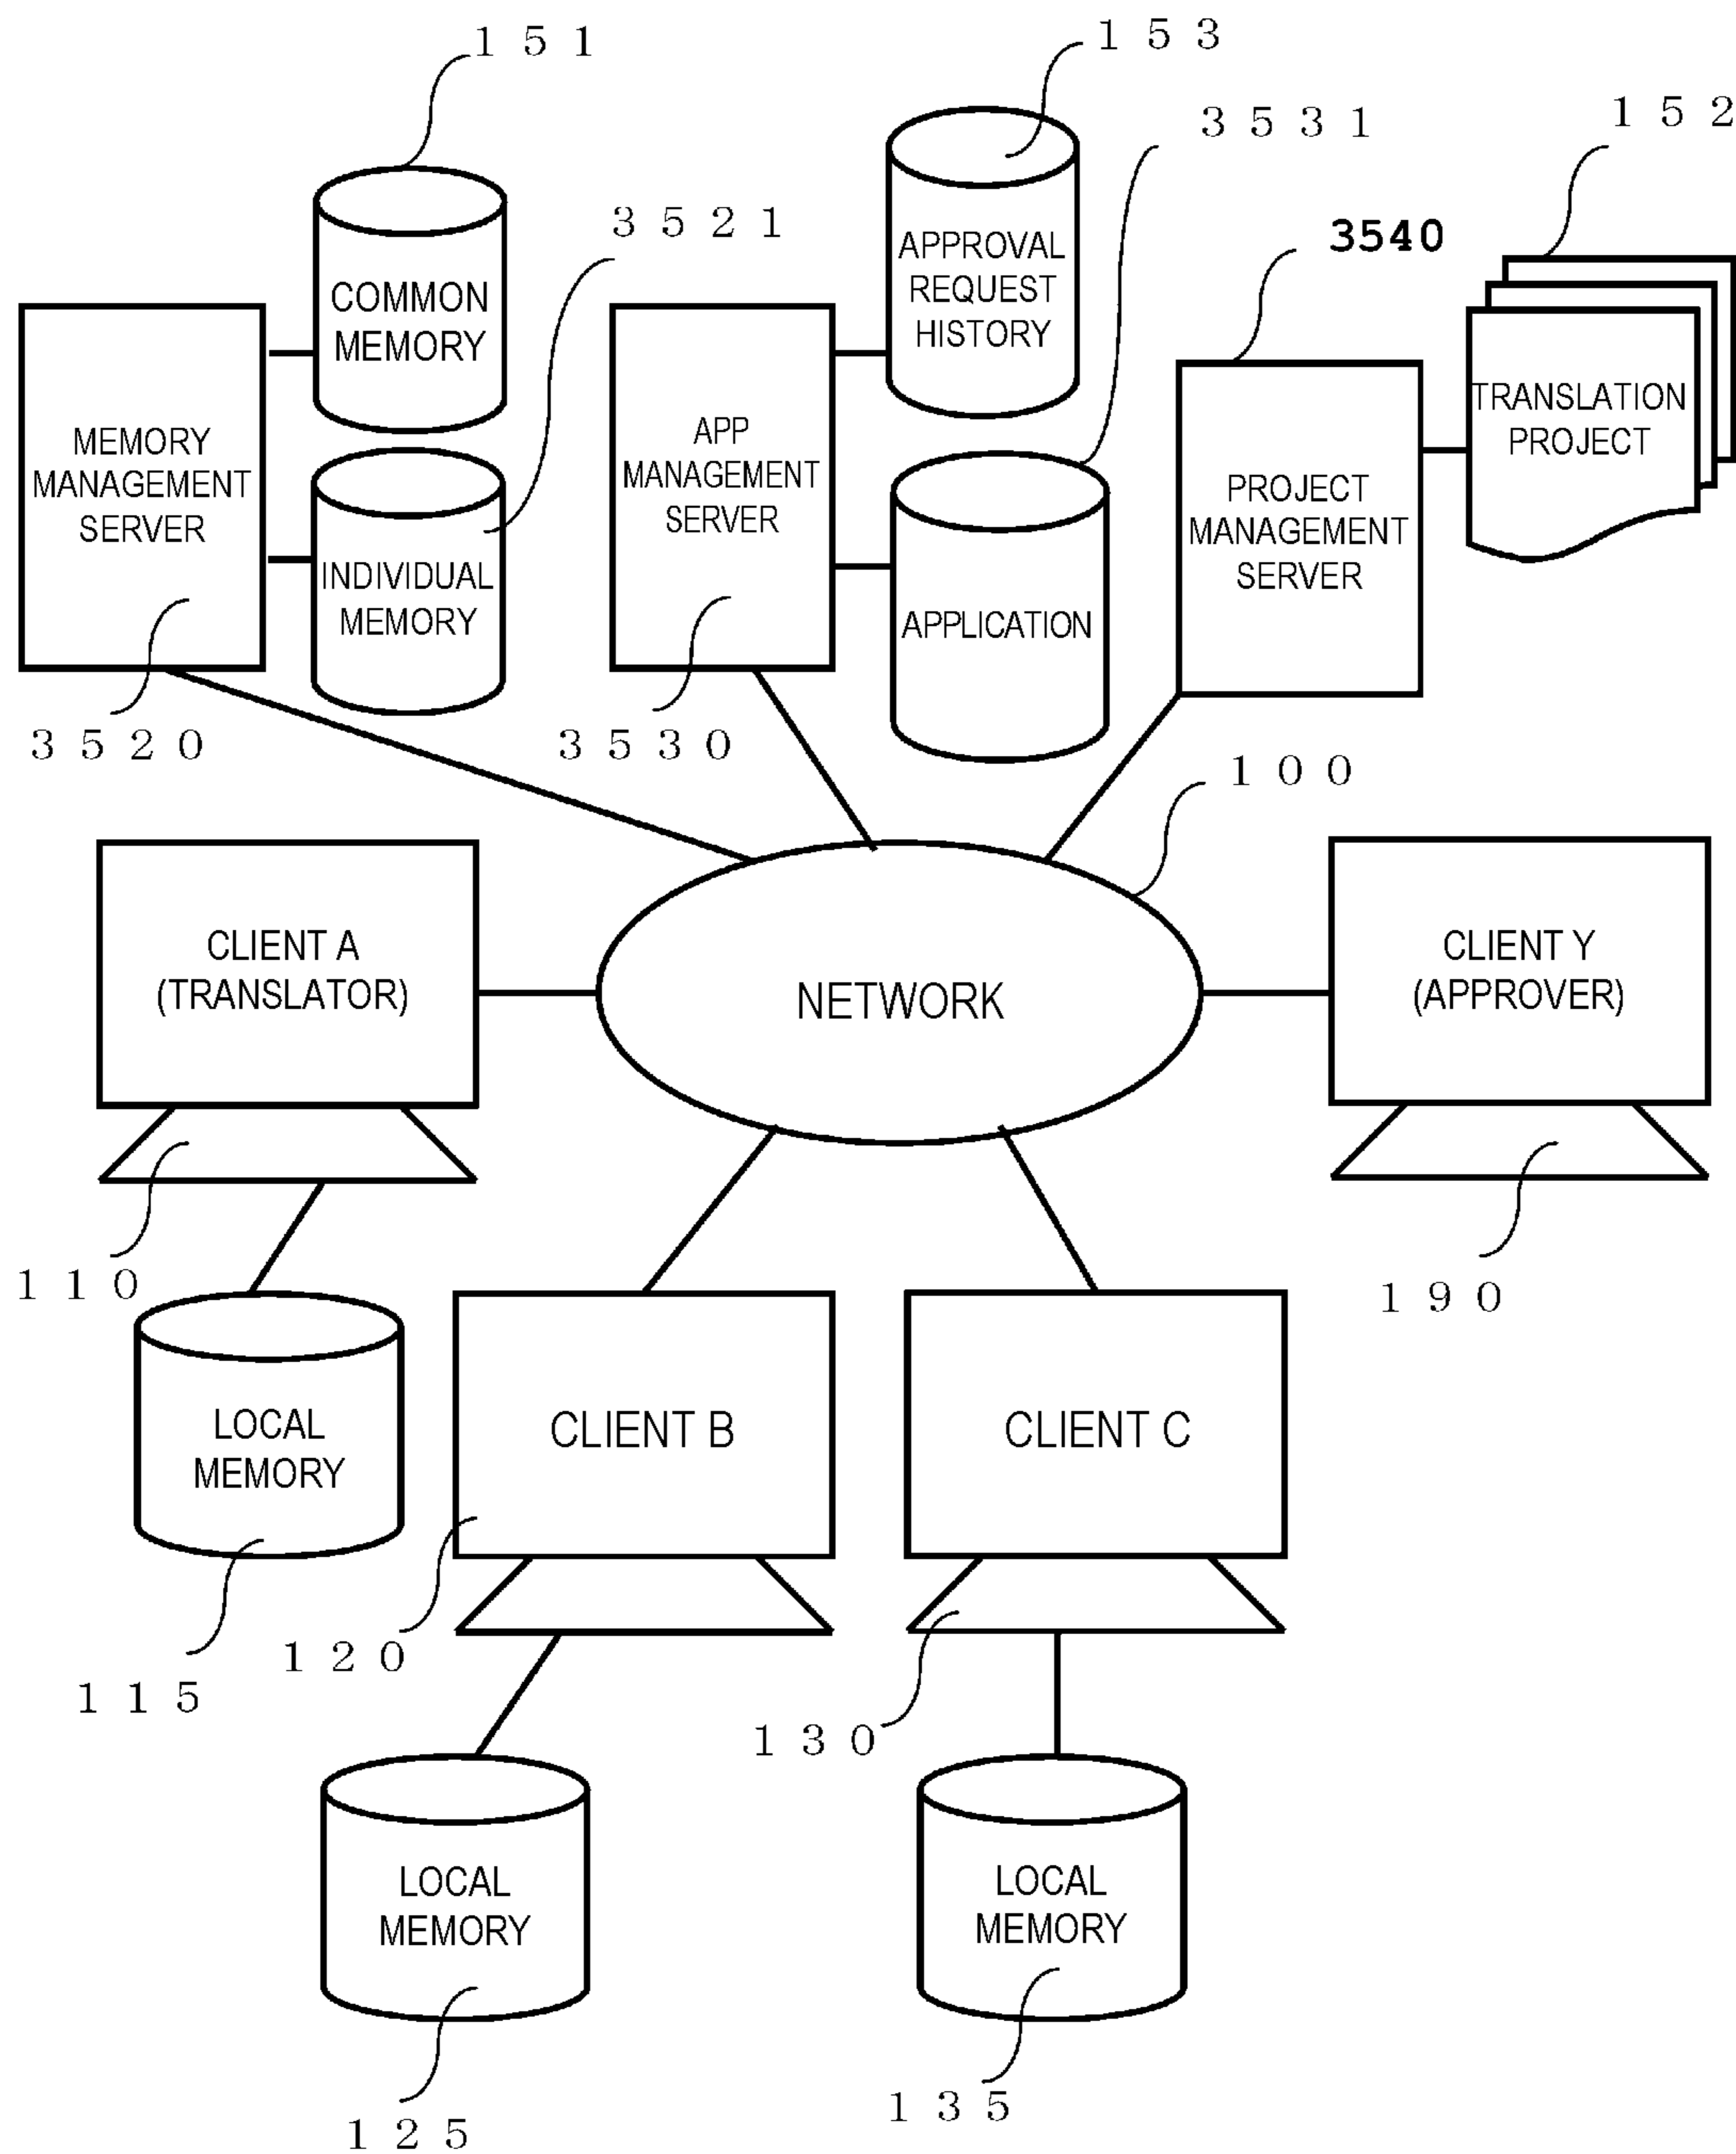 151
153
3531
152
3521
3540
COMMON
MEMORY
APPROVAL
REQUEST
HISTORY
TRANSLATION
PROJECT
MEMORY
MANAGEMENT
SERVER
APP
MANAGEMENT
SERVER
PROJECT
MANAGEMENT
SERVER
INDIVIDUAL
MEMORY
APPLICATION
3520
3530
100
CLIENT A
(TRANSLATOR)
NETWORK
CLIENT Y
(APPROVER)
110
190
LOCAL
MEMORY
CLIENT B
CLIENT C
115
120
130
LOCAL
MEMORY
LOCAL
MEMORY
125
135